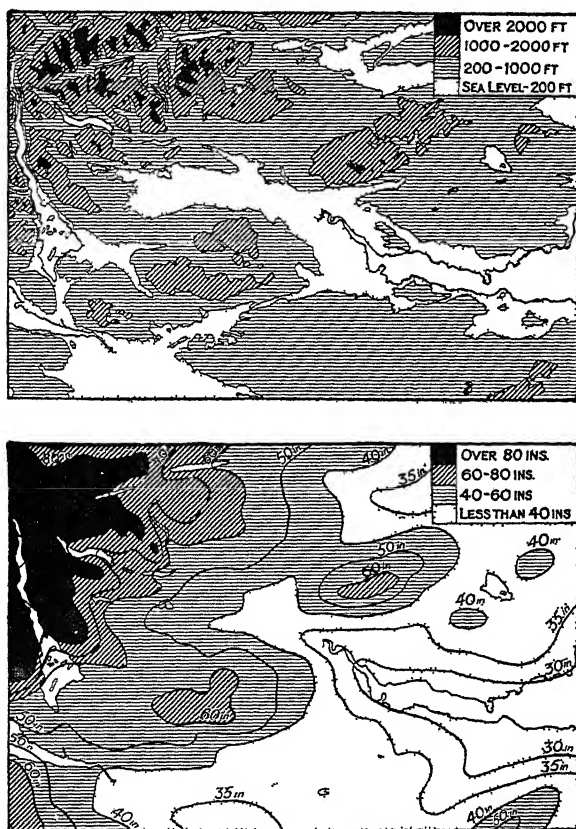 OVER 2000 FT
1000-2000 FT
200-1000 FT
SEA LEVEL-200 FT
OVER 80 INS.
60-80 INS.
40-60 INS
LESS THAN 40 INS
50in
40in
35in
50in
60in
40in
40in
35in
30in
60in
50in
30in
35in
35in
40in
40in
50in